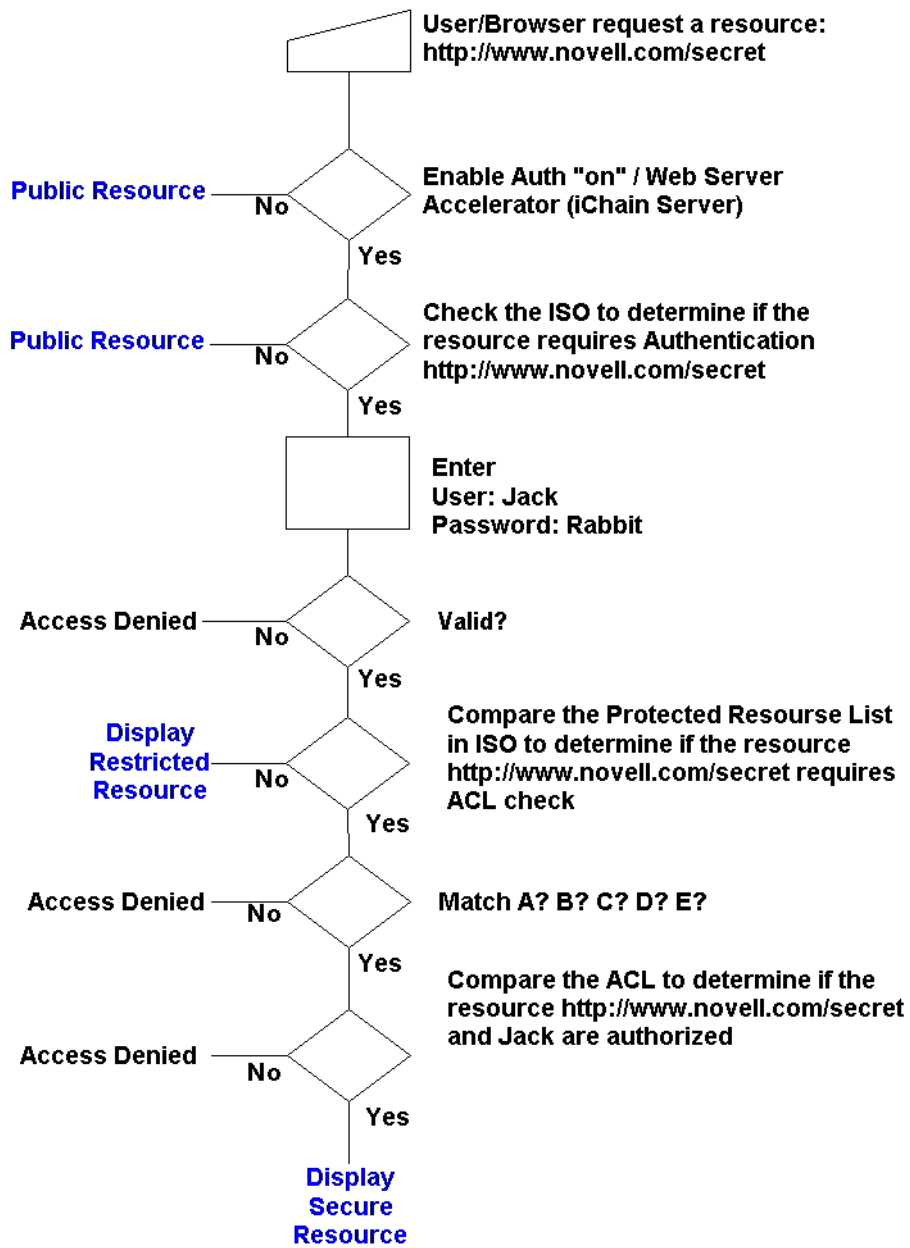 User/Browser request a resource:
http://www.novell.com/secret
Public Resource
No
Enable Auth "on" / Web Server
Accelerator (iChain Server)
Yes
Public Resource
No
Check the ISO to determine if the
resource requires Authentication
http://www.novell.com/secret
Yes
Enter
User: Jack
Password: Rabbit
Access Denied
No
Valid?
Yes
Display
Restricted
Resource
No
Compare the Protected Resourse List
in ISO to determine if the resource
http://www.novell.com/secret requires
ACL check
Yes
Access Denied
No
Match A? B? C? D? E?
Yes
Compare the ACL to determine if the
resource http://www.novell.com/secret
and Jack are authorized
Access Denied
No
Yes
Display
Secure
Resource